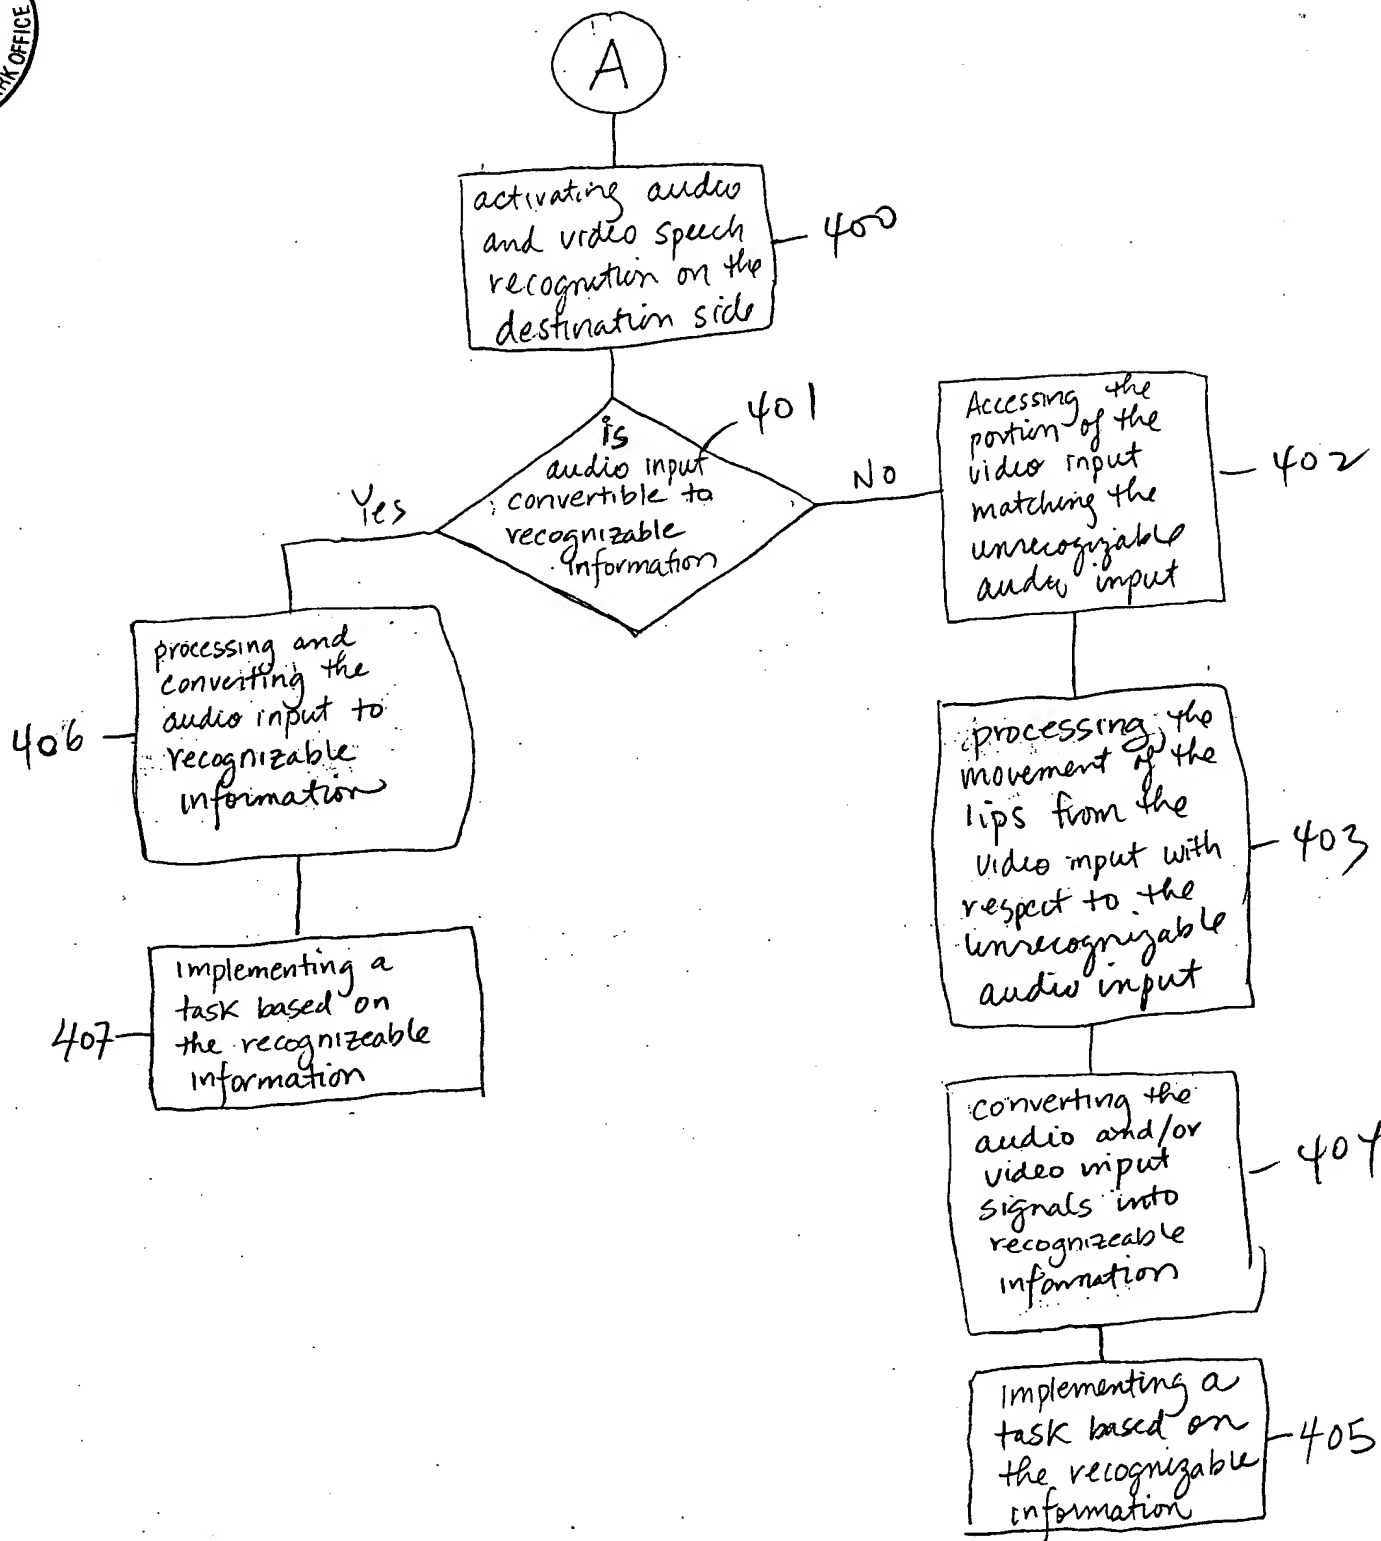 RK OFFICE
A
activating audio
and video speech
recognition on the
destination side
400
is
audio input
convertible to
recognizable
information
401
Yes
No
Accessing the
portion of the
video input
matching the
unrecogizable
audio input
402
processing the
movement of the
lips from the
video input with
respect to the
unrecognizable
audio input
403
converting the
audio and/or
video input
signals into
recognizeable
information
404
implementing a
task based on
the recognizable
information
405
processing and
converting the
audio input to
recognizable
information
406
implementing a
task based on
the recognizeable
information
407